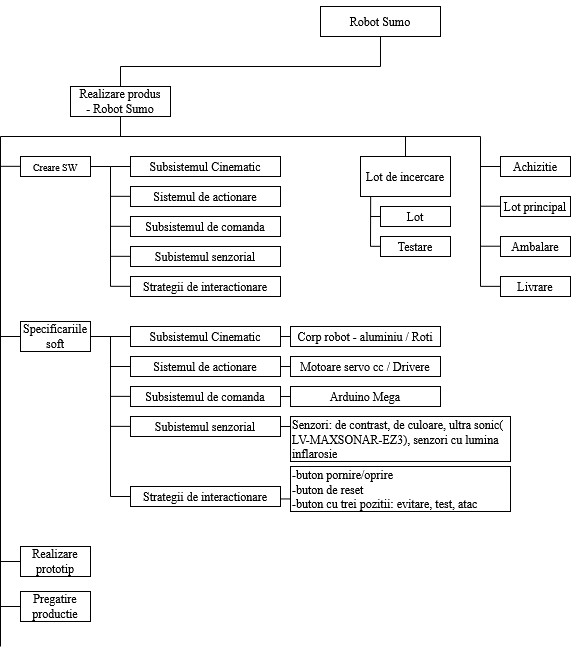 Robot Sumo
Realizare produs
- Robot Sumo
Creare SW
Subsistemul Cinematic
Sistemul de actionare
Subsistemul de comanda
Subistemul senzorial
Strategii de interactionare
Lot de incercare
Lot
Testare
Achizitie
Lot principal
Ambalare
Livrare
Specificariile
soft
Subsistemul Cinematic
Corp robot - aluminiu / Roti
Sistemul de actionare
Motoare servo cc / Drivere
Subsistemul de comanda
Arduino Mega
Subistemul senzorial
Senzori: de contrast, de culoare, ultra sonic(
LV-MAXSONAR-EZ3), senzori cu lumina
inflarosie
Strategii de interactionare
-buton pornire/oprire
-buton de reset
-buton cu trei pozitii: evitare, test, atac
Realizare
prototip
Pregatire
productie